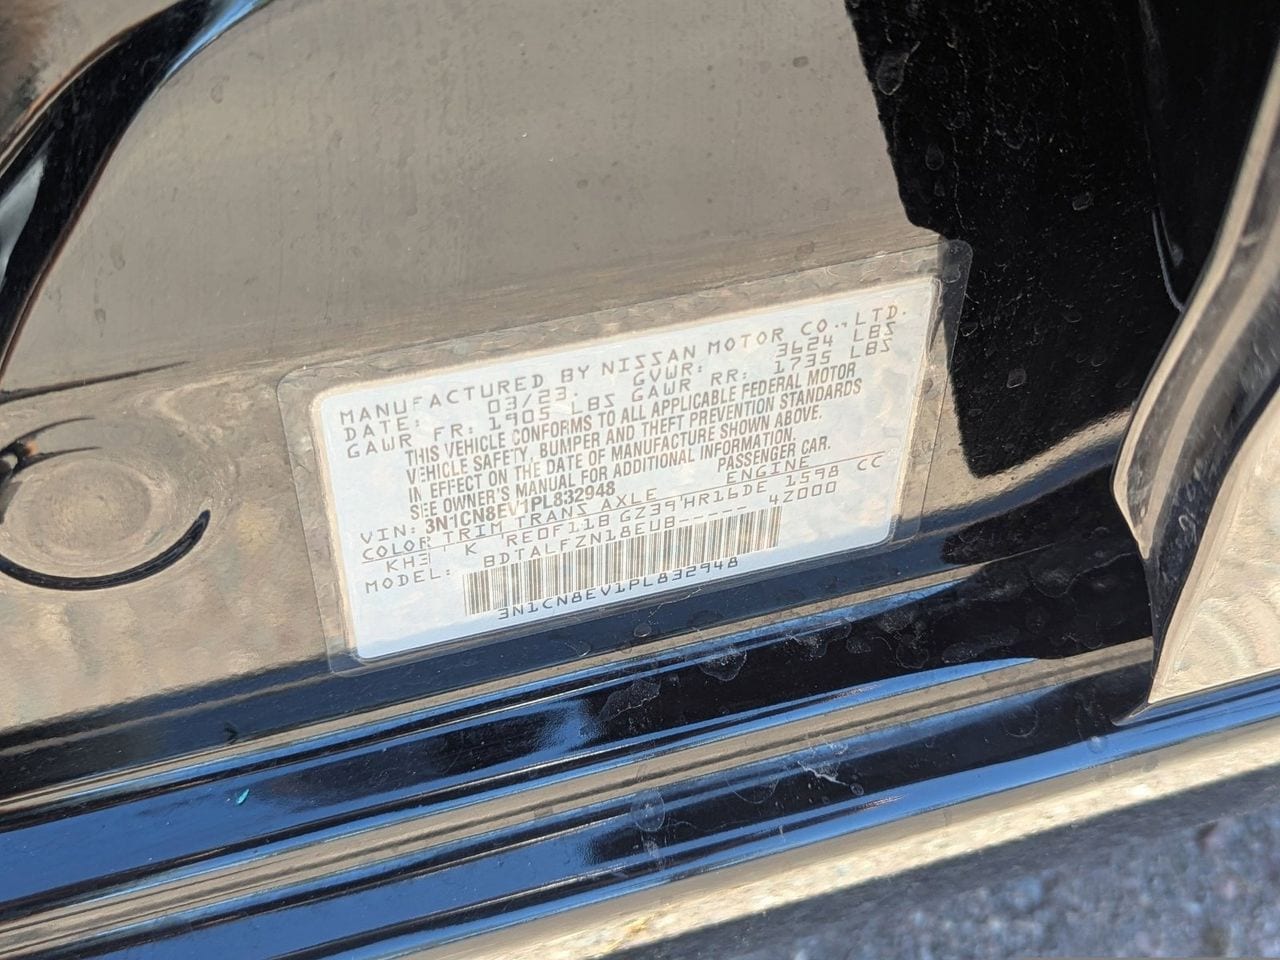 MANUFACTURED BY NISSAN MOTOR CO.,LTD.
DATE: 03/23 GVWR: 3624 LBS
GAWR FR: 1905 LBS GAWR RR: 1735 LBS
THIS VEHICLE CONFORMS TO ALL APPLICABLE FEDERAL MOTOR
VEHICLE SAFETY, BUMPER AND THEFT PREVENTION STANDARDS
IN EFFECT ON THE DATE OF MANUFACTURE SHOWN ABOVE.
SEE OWNER'S MANUAL FOR ADDITIONAL INFORMATION.
VIN: 3N1CN8EV1PL832948 PASSENGER CAR.
COLOR TRIM TRANS AXLE ENGINE
KH3 K RE0F11B GZ39 HR16DE 1598 CC
MODEL: BDTALFZN18EUB----- 4Z000
3N1CN8EV1PL832948